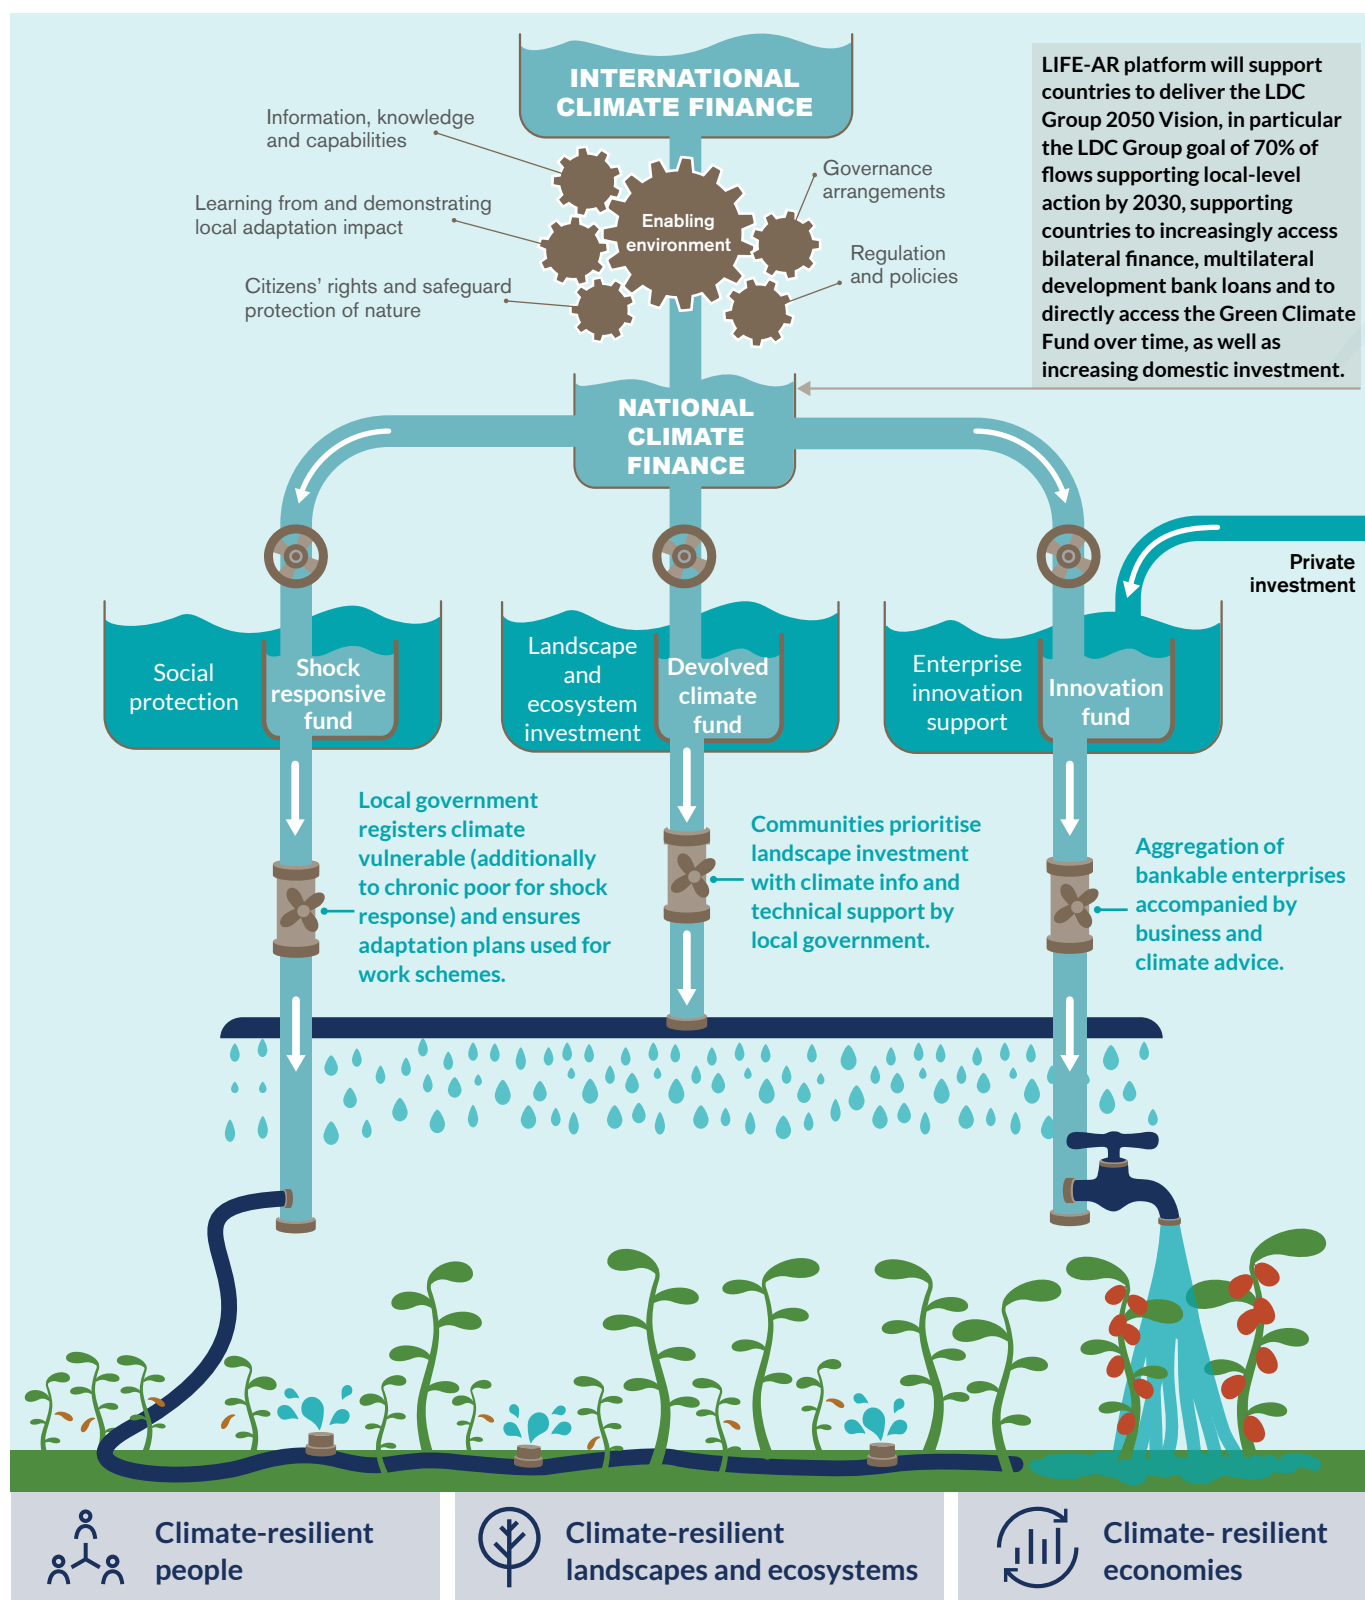 INTERNATIONAL
CLIMATE FINANCE
LIFE-AR platform will support
countries to deliver the LDC
Group 2050 Vision, in particular
the LDC Group goal of 70% of
flows supporting local-level
action by 2030, supporting
countries to increasingly access
bilateral finance, multilateral
development bank loans and to
directly access the Green Climate
Fund over time, as well as
increasing domestic investment.
Information, knowledge
and capabilities
Learning from and demonstrating
local adaptation impact
Citizens’ rights and safeguard
protection of nature
Enabling
environment
Governance
arrangements
Regulation
and policies
NATIONAL
CLIMATE
FINANCE
Private
investment
Social
protection
Shock
responsive
fund
Landscape
and
ecosystem
investment
Devolved
climate
fund
Enterprise
innovation
support
Innovation
fund
Local government
registers climate
vulnerable (additionally
to chronic poor for shock
response) and ensures
adaptation plans used for
work schemes.
Communities prioritise
landscape investment
with climate info and
technical support by
local government.
Aggregation of
bankable enterprises
accompanied by
business and
climate advice.
Climate-resilient
people
Climate-resilient
landscapes and ecosystems
Climate- resilient
economies